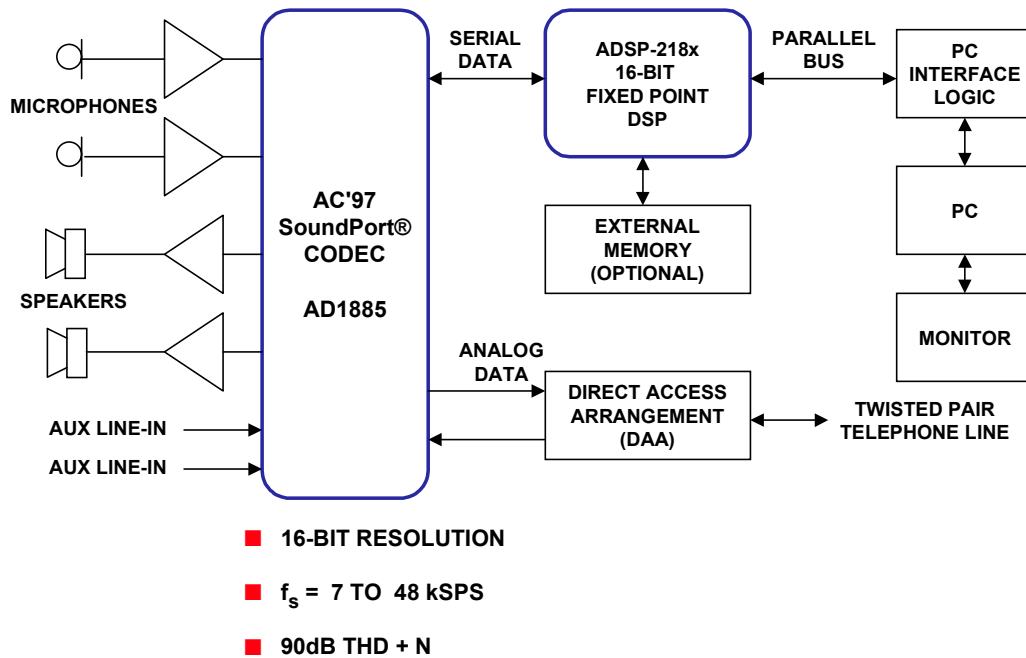 MICROPHONES
SPEAKERS
AUX LINE-IN
AUX LINE-IN
AC'97
SoundPort®
CODEC
AD1885
SERIAL
DATA
ADSP-218x
16-BIT
FIXED POINT
DSP
PARALLEL
BUS
PC
INTERFACE
LOGIC
EXTERNAL
MEMORY
(OPTIONAL)
PC
MONITOR
ANALOG
DATA
DIRECT ACCESS
ARRANGEMENT
(DAA)
TWISTED PAIR
TELEPHONE LINE
16-BIT RESOLUTION
fs = 7 TO 48 kSPS
90dB THD + N